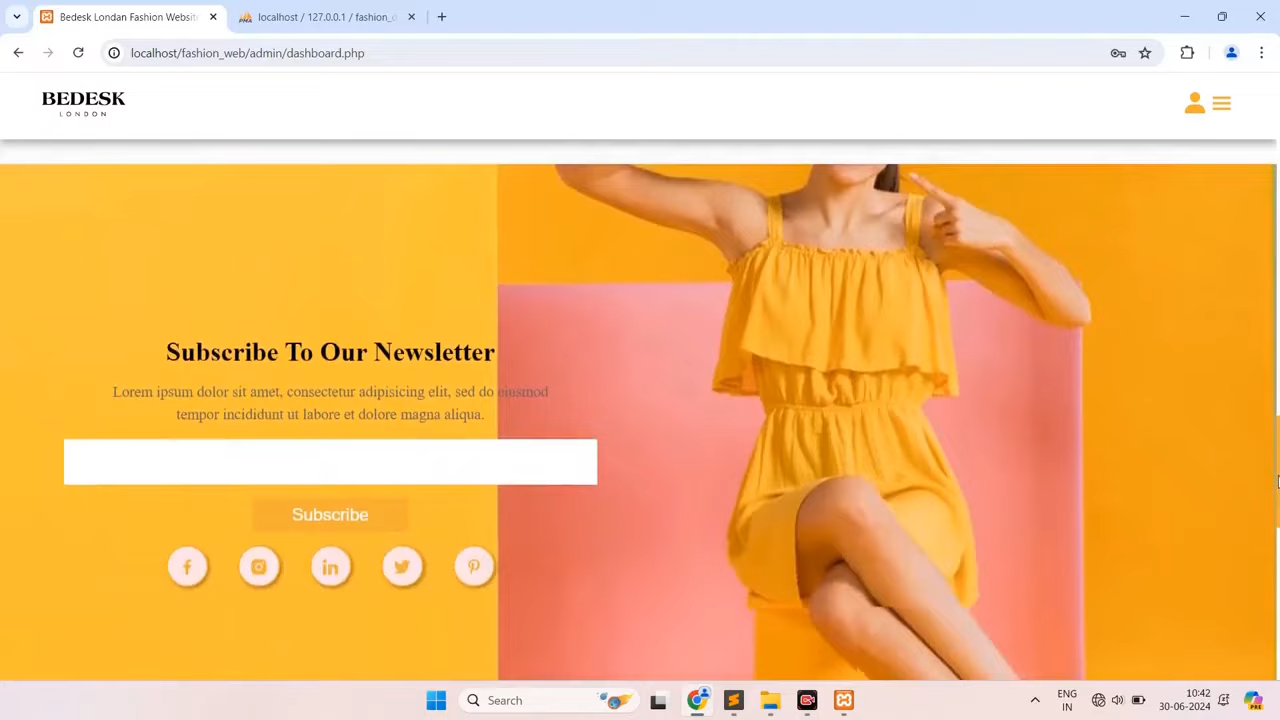 Bedesk Londan Fashion Websit
localhost / 127.0.0.1 / fashion_d
localhost/fashion_web/admin/dashboard.php
BEDESK
LONDON
Subscribe To Our Newsletter
Lorem ipsum dolor sit amet, consectetur adipisicing elit, sed do eiusmod
tempor incididunt ut labore et dolore magna aliqua.
Subscribe
Search
ENG
IN
10:42
30-06-2024